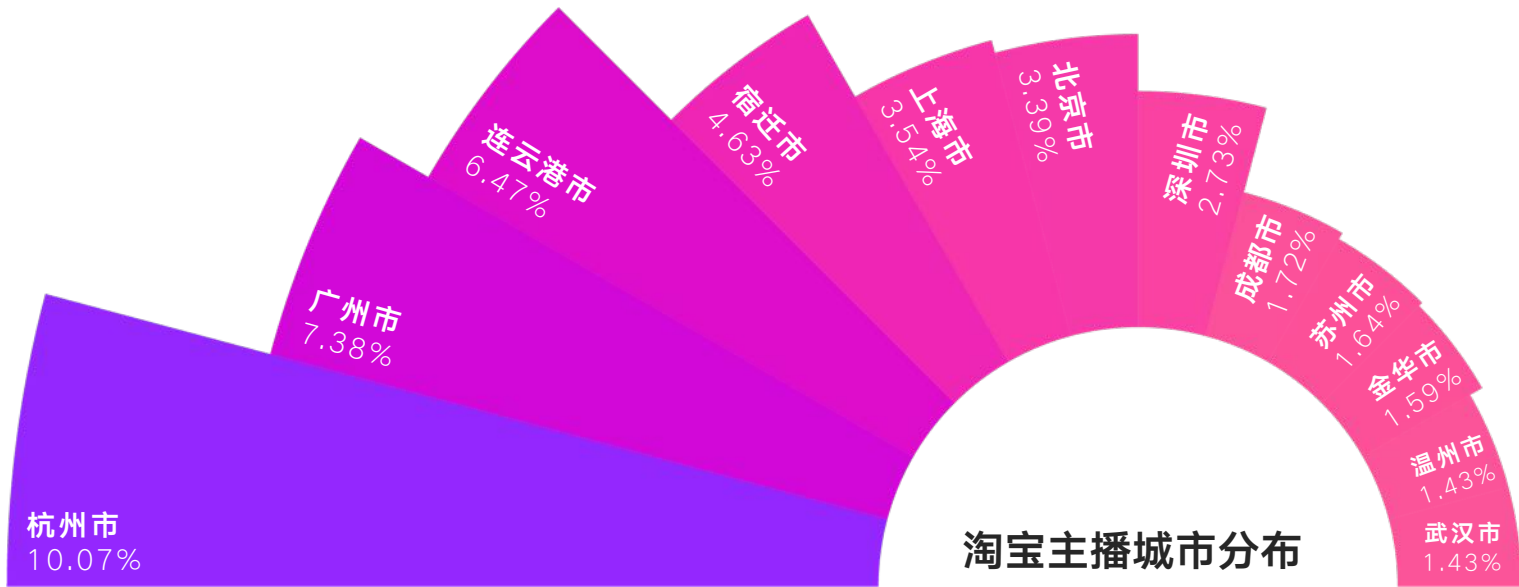 杭州市
10.07%
广州市
7.38%
连云港市
6.47%
宿迁市
4.63%
上海市
3.54%
北京市
3.39%
深圳市
2.73%
成都市
1.72%
苏州市
1.64%
金华市
1.59%
温州市
1.43%
武汉市
1.43%
淘宝主播城市分布